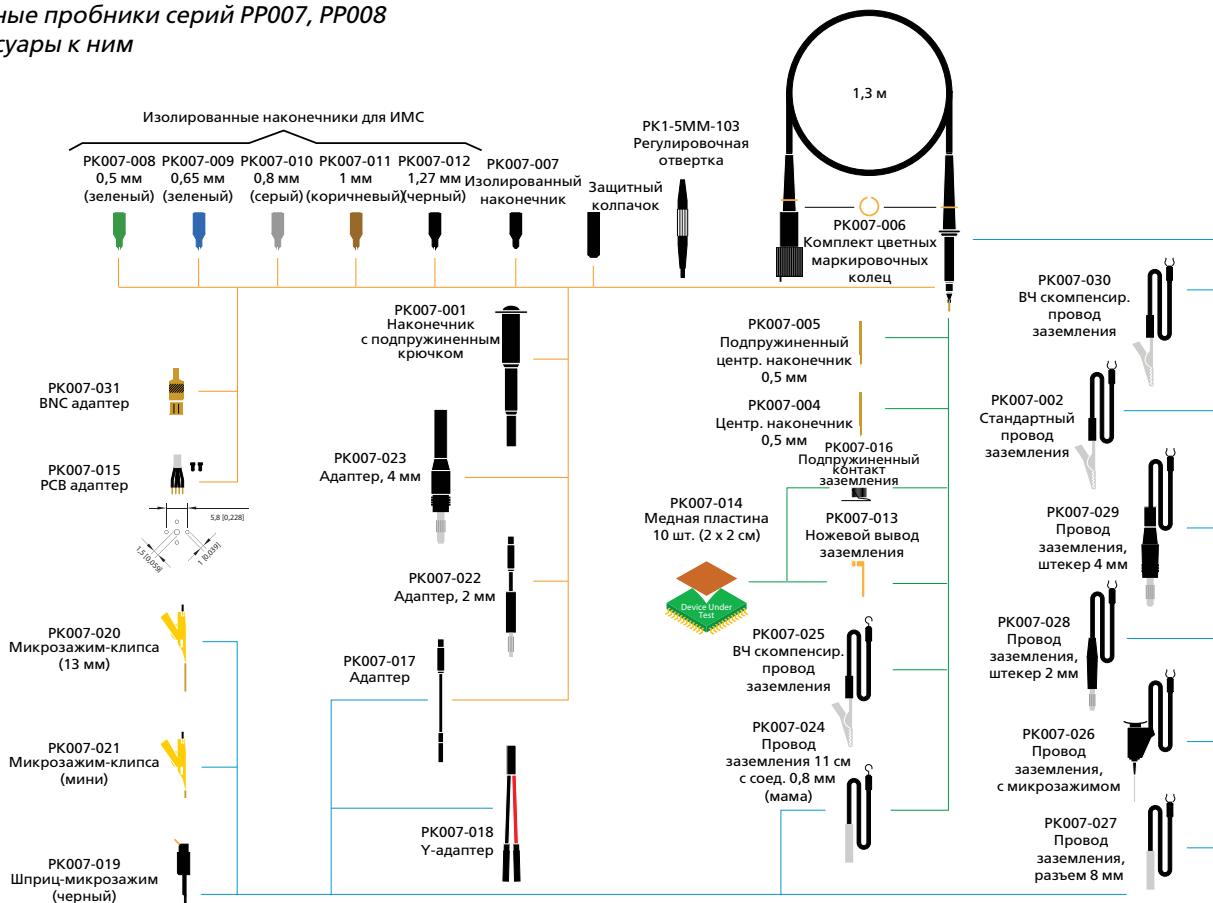 ные пробники серий PP007, PP008
суары к ним
1,3 м
Изолированные наконечники для ИМС
PK007-008
0,5 мм
(зеленый)
PK007-009
0,65 мм
(зеленый)
PK007-010
0,8 мм
(серый)
PK007-011
1 мм
(коричневый)
PK007-012
1,27 мм
(черный)
PK007-007
Изолированный
наконечник
Защитный
колпачок
PK1-5MM-103
Регулировочная
отвертка
PK007-006
Комплект цветных
маркировочных
колец
PK007-001
Наконечник
с подпружиненным
крючком
PK007-031
BNC адаптер
PK007-015
PCB адаптер
5,8 [0,228]
1,5 [0,059]
1 [0,039]
PK007-023
Адаптер, 4 мм
PK007-022
Адаптер, 2 мм
PK007-017
Адаптер
PK007-018
Y-адаптер
PK007-020
Микрозажим-клипса
(13 мм)
PK007-021
Микрозажим-клипса
(мини)
PK007-019
Шприц-микрозажим
(черный)
PK007-005
Подпружиненный
центр. наконечник
0,5 мм
PK007-004
Центр. наконечник
0,5 мм
PK007-016
Подпружиненный
контакт
заземления
PK007-014
Медная пластина
10 шт. (2 x 2 см)
Device Under
Test
PK007-013
Ножевой вывод
заземления
PK007-025
ВЧ скомпенсир.
провод
заземления
PK007-024
Провод
заземления 11 см
с соед. 0,8 мм
(мама)
PK007-030
ВЧ скомпенсир.
провод
заземления
PK007-002
Стандартный
провод
заземления
PK007-029
Провод
заземления,
штекер 4 мм
PK007-028
Провод
заземления,
штекер 2 мм
PK007-026
Провод
заземления,
с микрозажимом
PK007-027
Провод
заземления,
разъем 8 мм